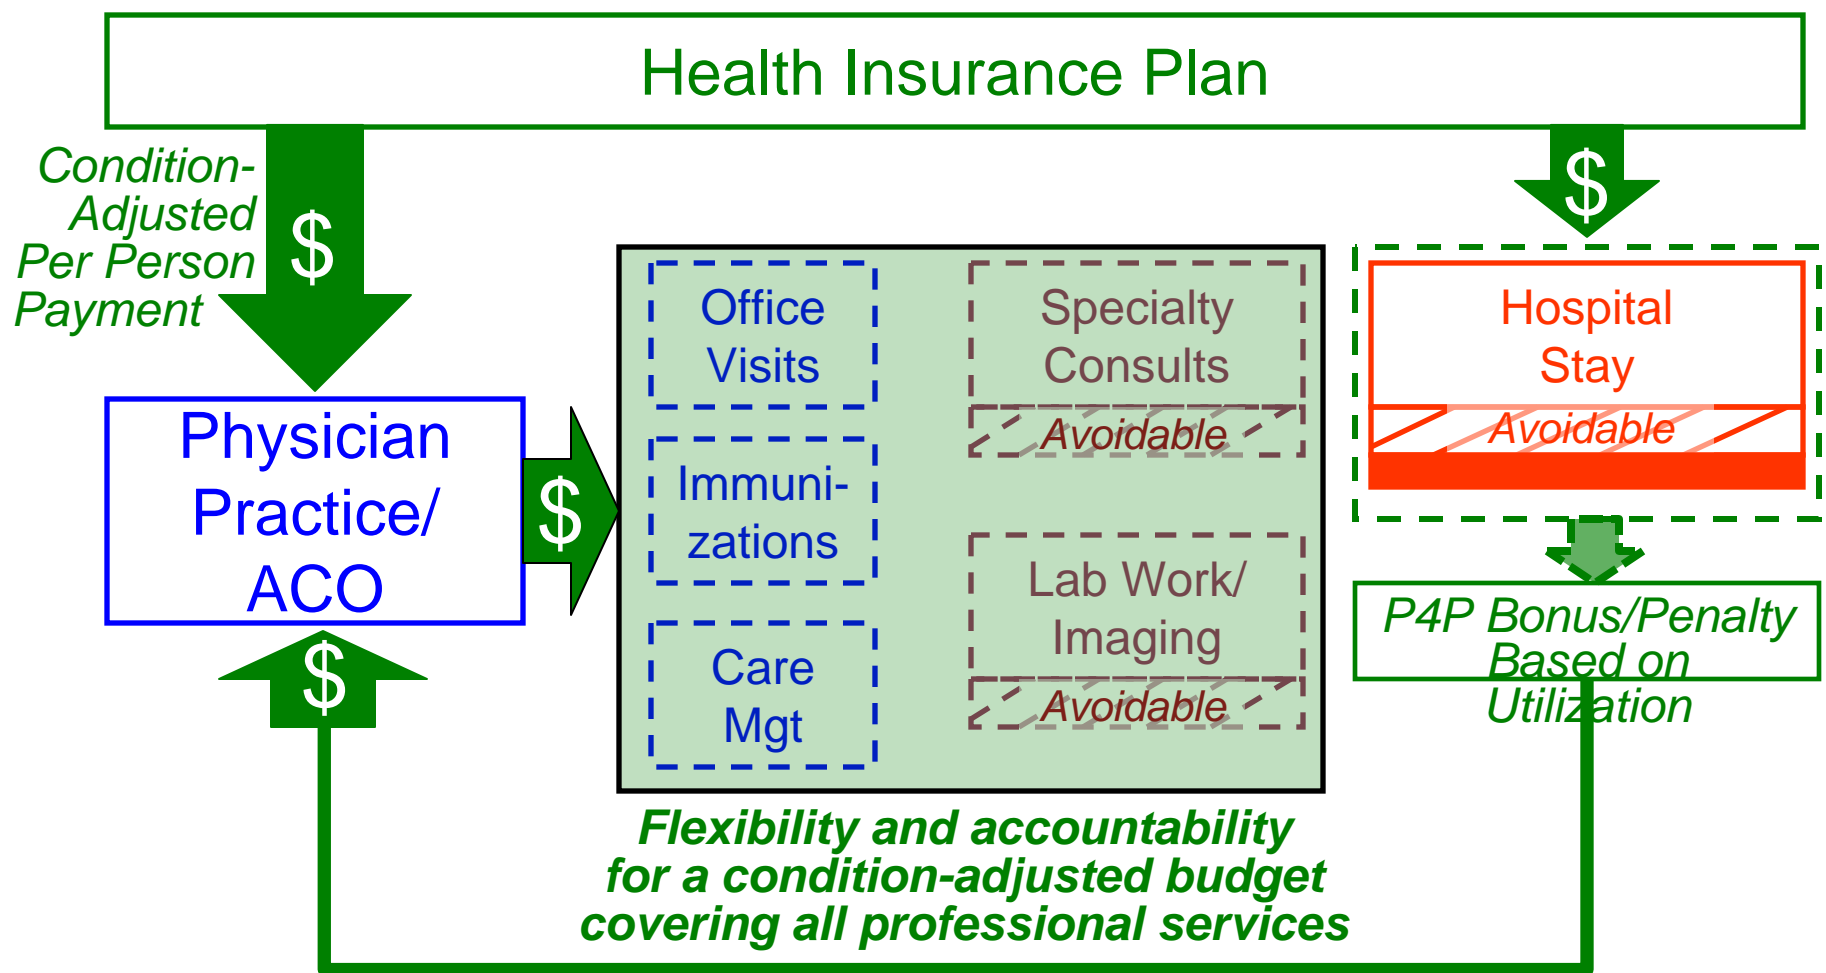 Health Insurance Plan
Condition-
Adjusted
Per Person
Payment
$
$
Physician
Practice/
ACO
$
$
Office
Visits
Immuni-
zations
Care
Mgt
Specialty
Consults
Avoidable
Lab Work/
Imaging
Avoidable
Hospital
Stay
Avoidable
P4P Bonus/Penalty
Based on
Utilization
Flexibility and accountability
for a condition-adjusted budget
covering all professional services